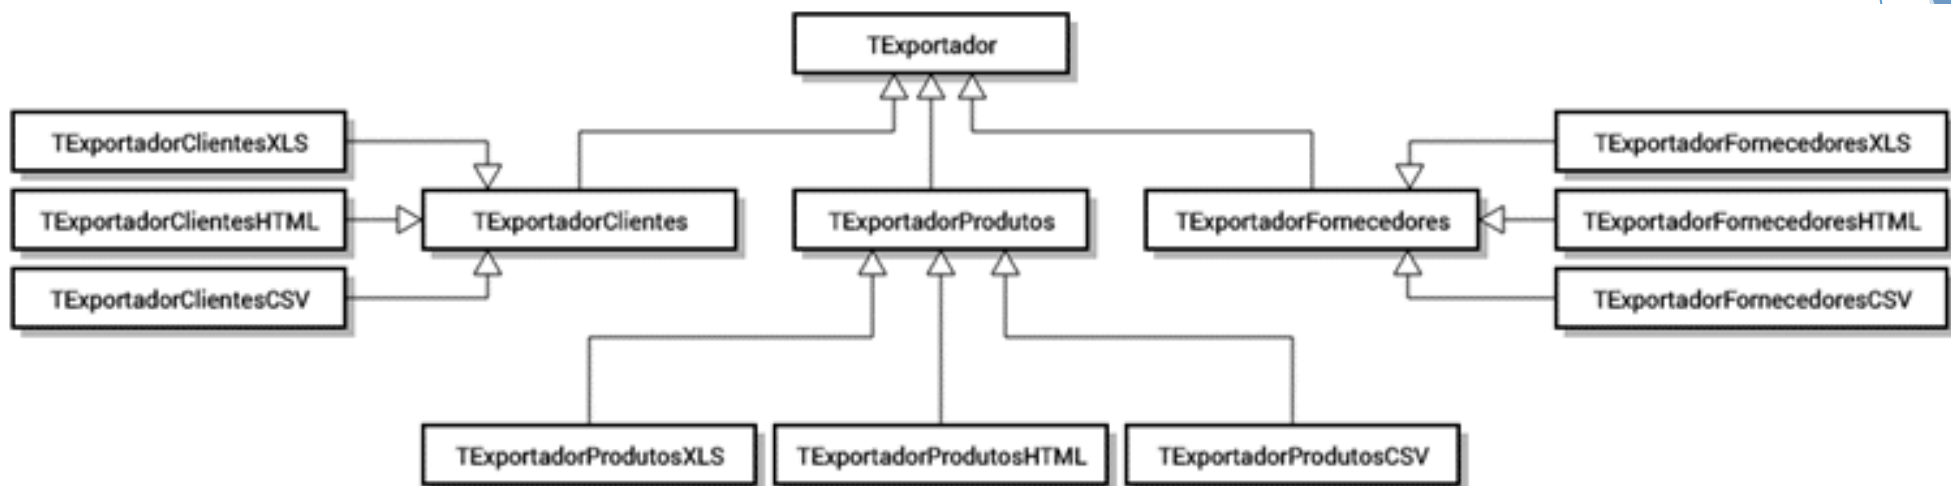 TExportador
TExportadorClientesXLS
TExportadorFornecedoresXLS
TExportadorClientesHTML
TExportadorClientes
TExportadorProdutos
TExportadorFornecedores
TExportadorFornecedoresHTML
TExportadorClientesCSV
TExportadorFornecedoresCSV
TExportadorProdutosXLS
TExportadorProdutosHTML
TExportadorProdutosCSV